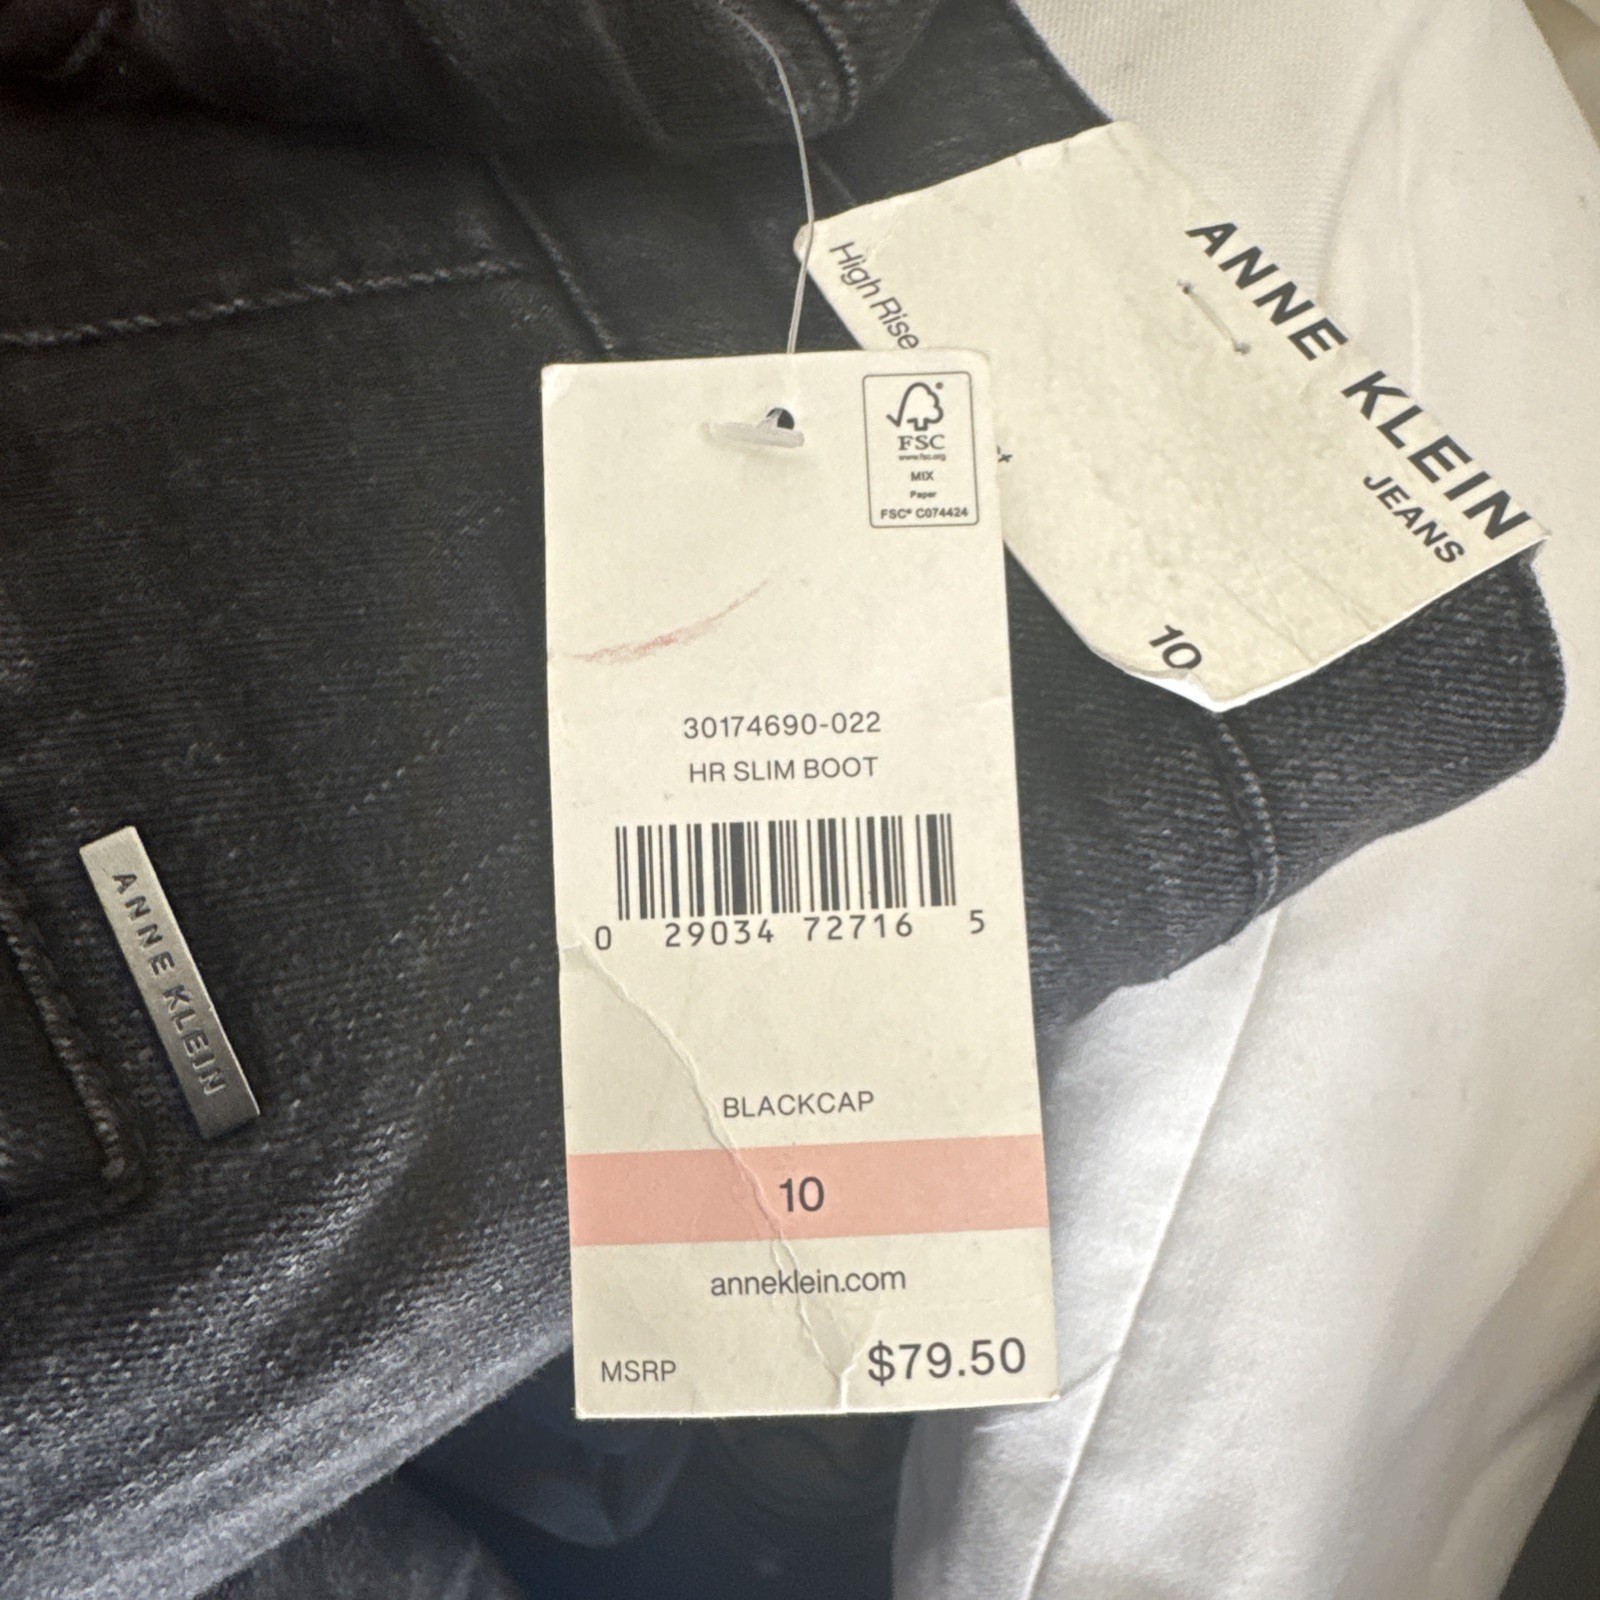 ANNE KLEIN
JEANS
High Rise
10
FSC
www.fsc.org
MIX
Paper
FSC® C074424
30174690-022
HR SLIM BOOT
0 29034 72716 5
BLACKCAP
10
anneklein.com
MSRP $79.50
ANNE KLEIN